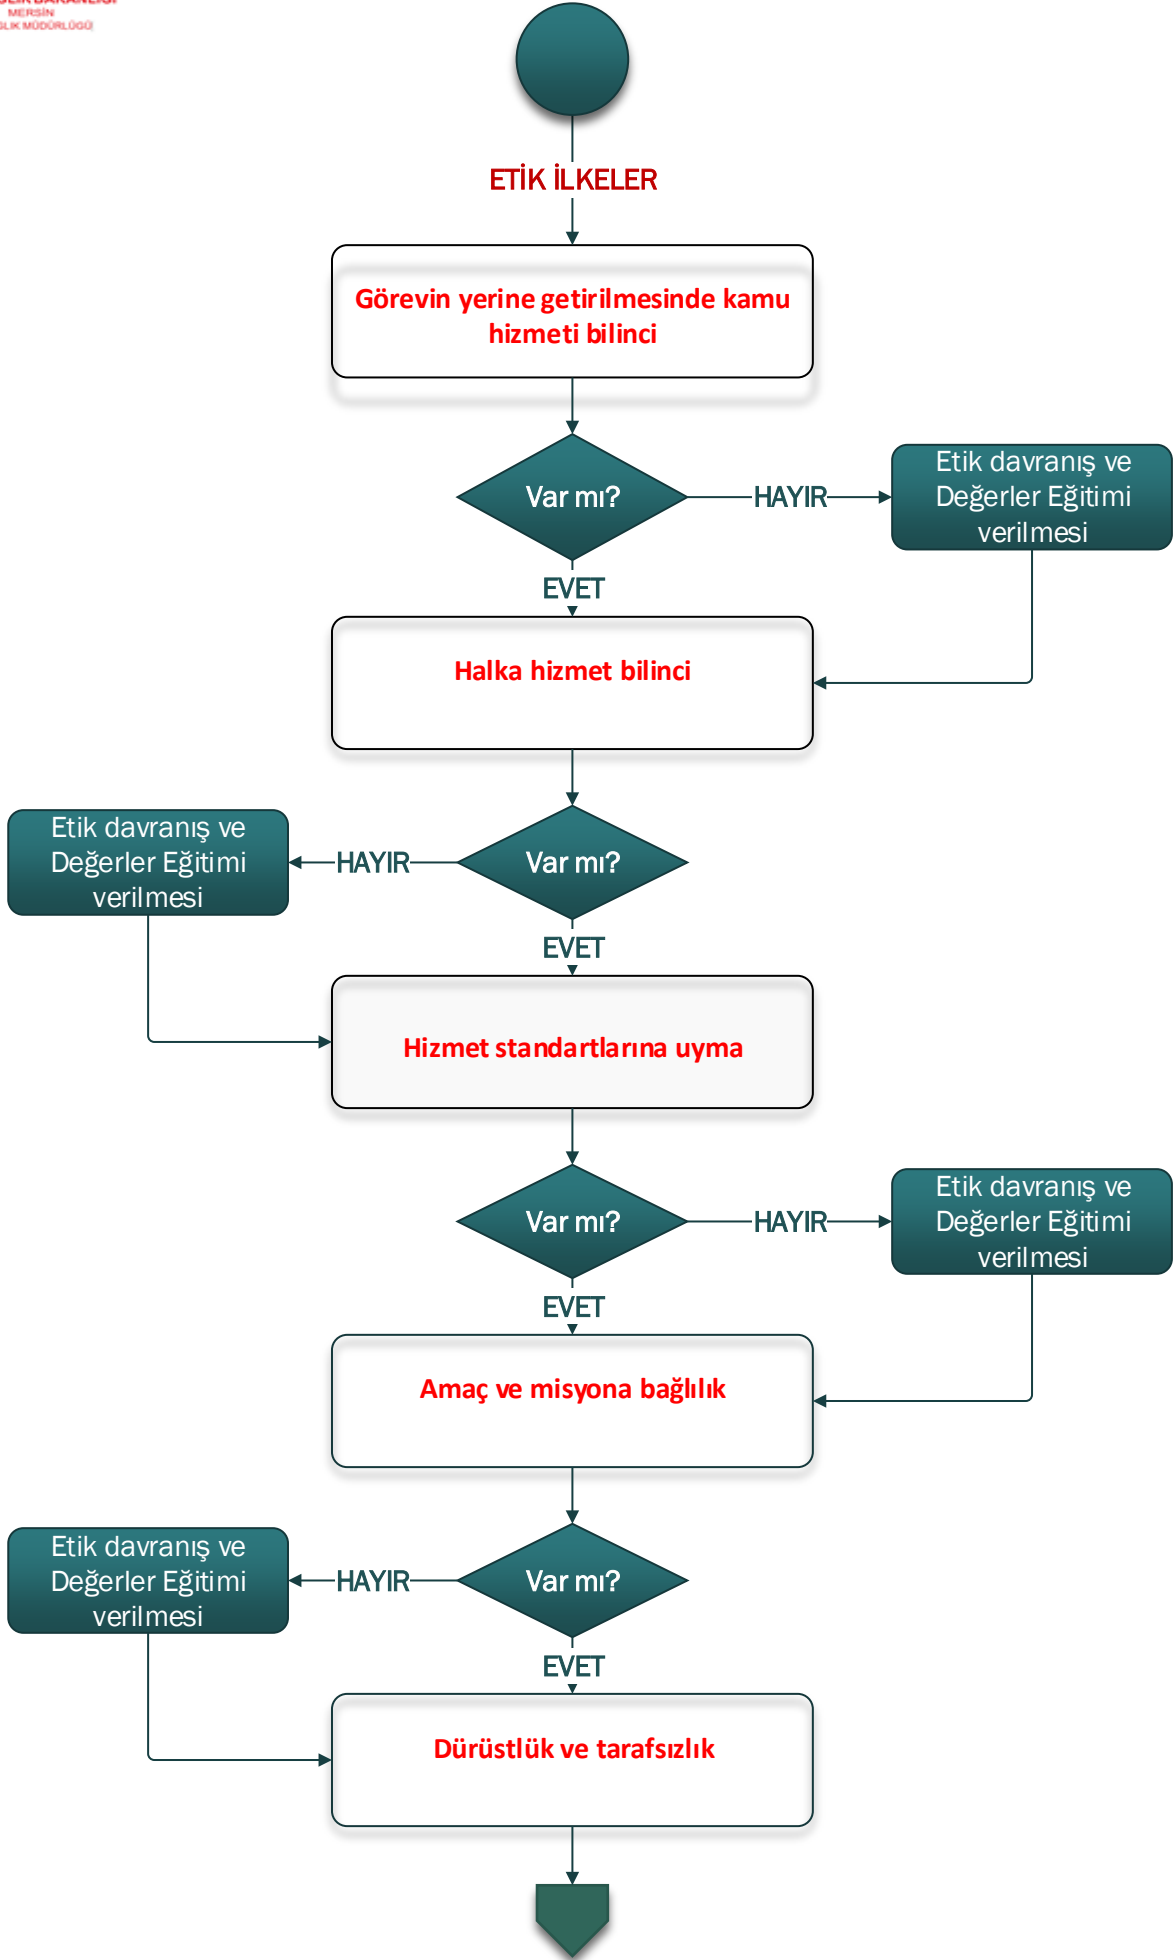 MERSİN
ETİK İLKELER
Görevin yerine getirilmesinde kamu
hizmeti bilinci
Var mı?
HAYIR
Etik davranış ve
Değerler Eğitimi
verilmesi
EVET
Halka hizmet bilinci
Etik davranış ve
Değerler Eğitimi
verilmesi
HAYIR
Var mı?
EVET
Hizmet standartlarına uyma
Var mı?
HAYIR
Etik davranış ve
Değerler Eğitimi
verilmesi
EVET
Amaç ve misyona bağlılık
Etik davranış ve
Değerler Eğitimi
verilmesi
HAYIR
Var mı?
EVET
Dürüstlük ve tarafsızlık